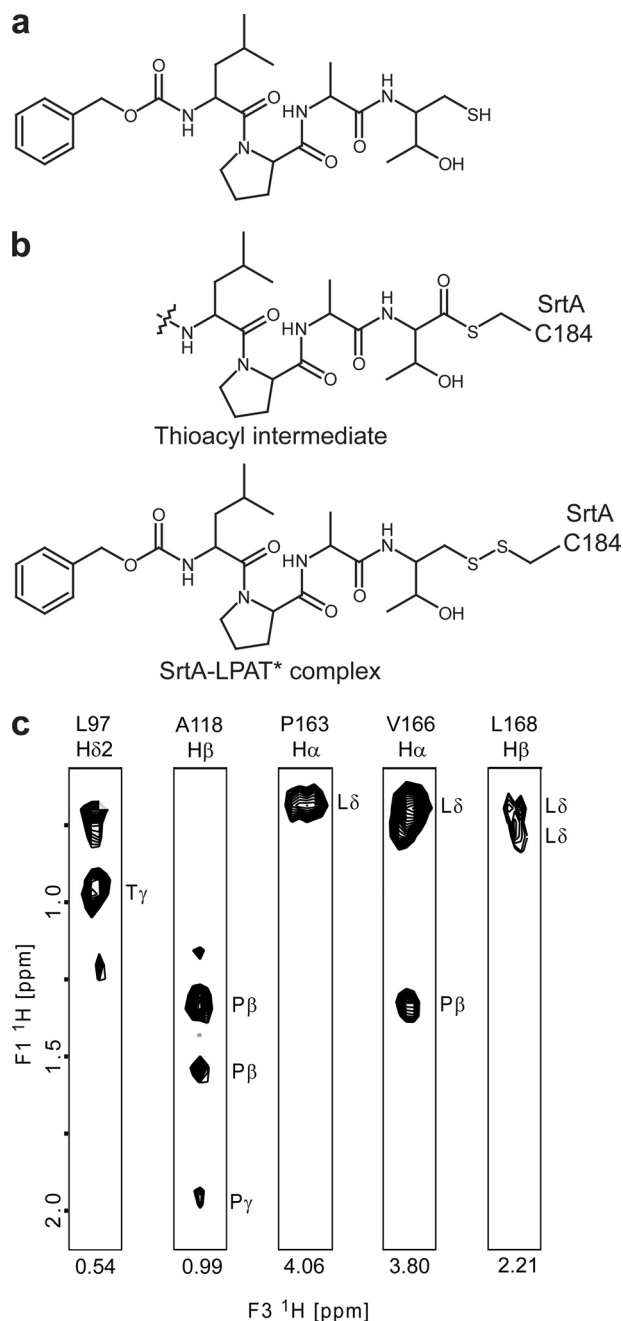 a
O
H
N
O
N
H
O
HN
O
N
O
SH
OH
b
O
H
N
O
SrtA
C184
N
H
O
HN
O
N
O
S
OH
Thioacyl intermediate
O
H
N
O
SrtA
C184
N
H
O
HN
O
N
O
S
S
OH
SrtA-LPAT* complex
c
L97 A118 P163 V166 L168
Hδ2 Hβ Hα Hα Hβ
Lδ Lδ Lδ
Lδ
Tγ
1.0
Pβ Pβ
1.5
Pβ
Pγ
2.0
F1 ¹H [ppm]
0.54 0.99 4.06 3.80 2.21
F3 ¹H [ppm]